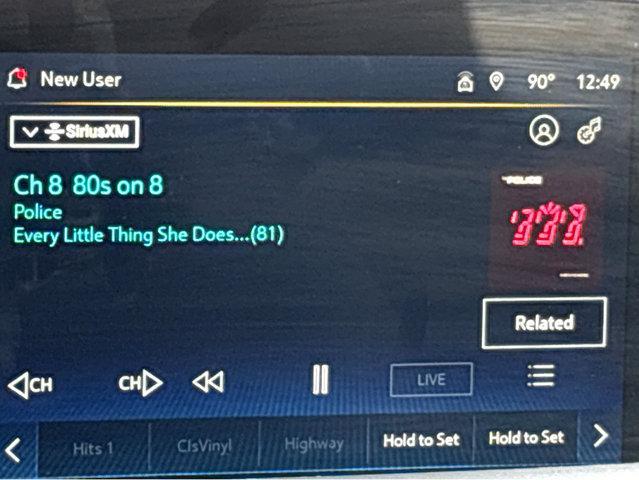 New User
90° 12:49
SiriusXM
Ch 8 80s on 8
Police
Every Little Thing She Does...(81)
POLICE
Related
CH CH LIVE
Hits 1 ClsVinyl Highway Hold to Set Hold to Set